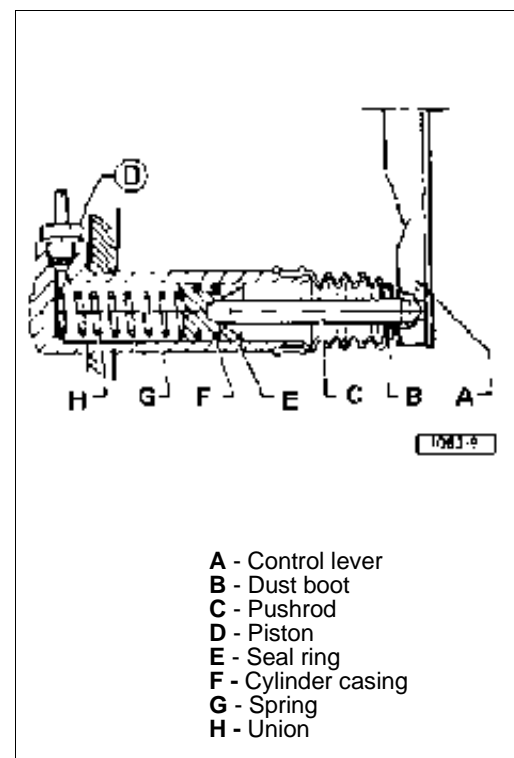 D
H G F E C B A
A - Control lever
B - Dust boot
C - Pushrod
D - Piston
E - Seal ring
F - Cylinder casing
G - Spring
H - Union